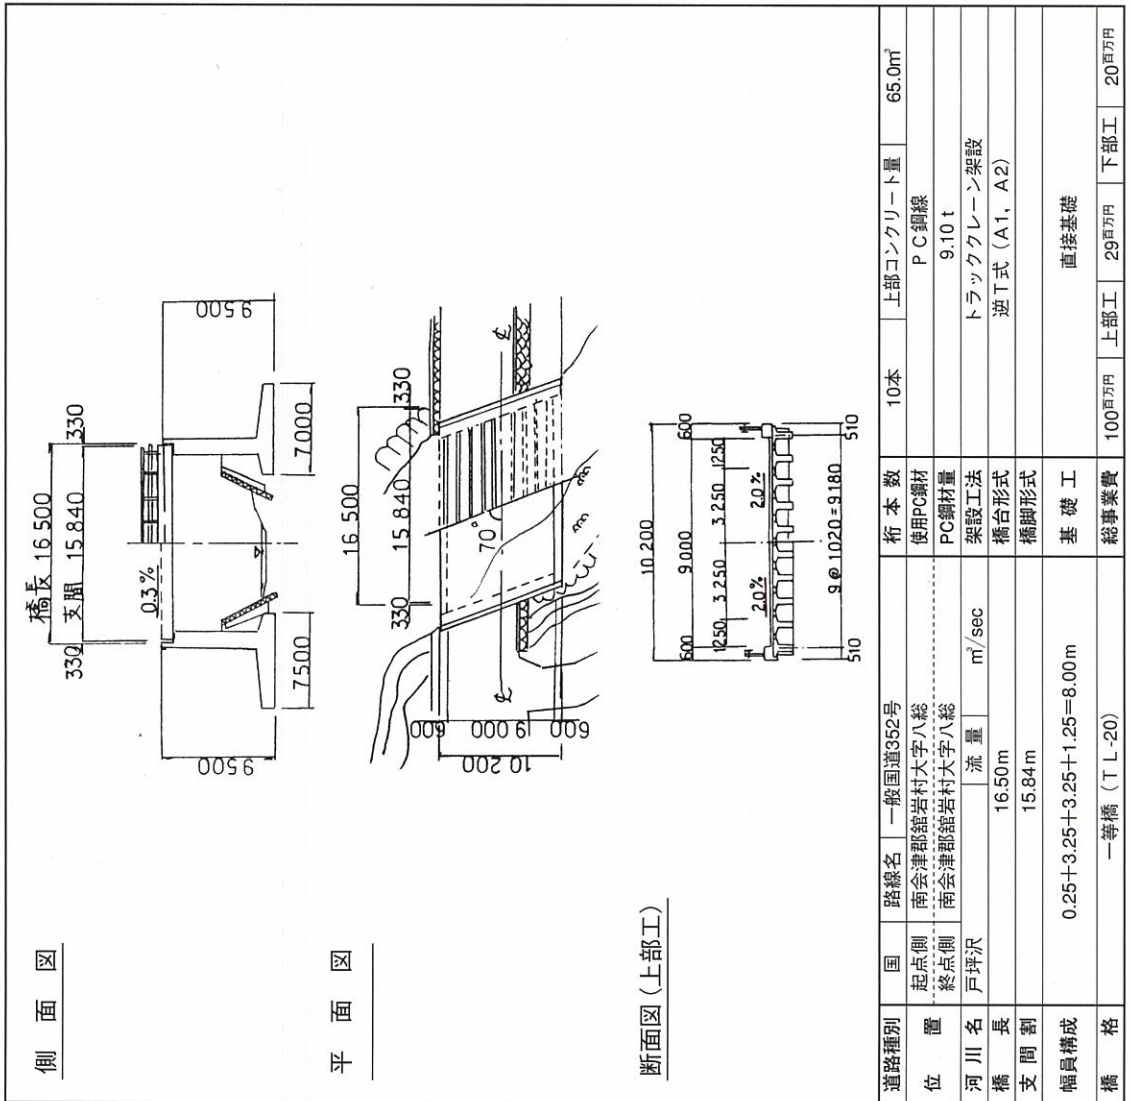 側面図
橋長 16 500
330 支間 15 840 330
0.3%
9500
9500
7500
7000
平面図
16 500
330 15 840 330
70°
℄
℄
600
9 000
600
10 200
断面図(上部工)
10 200
600 9000 600
1250 3 250 3 250 1250
2.0% 2.0%
510 9@1020=9180 510
道路種別 国 路線名 一般国道352号 桁本数 10本 上部コンクリート量 65.0㎥
位置 起点側 南会津郡舘岩村大字八総 使用PC鋼材 PC鋼線
終点側 南会津郡舘岩村大字八総 PC鋼材量 9.10t
河川名 戸坪沢 流量 ㎥/sec 架設工法 トラッククレーン架設
橋長 16.50m 橋台形式 逆T式(A1,A2)
支間割 15.84m 橋脚形式
幅員構成 0.25+3.25+3.25+1.25=8.00m 基礎工 直接基礎
橋格 一等橋(TL-20) 総事業費 100百万円 上部工 29百万円 下部工 20百万円